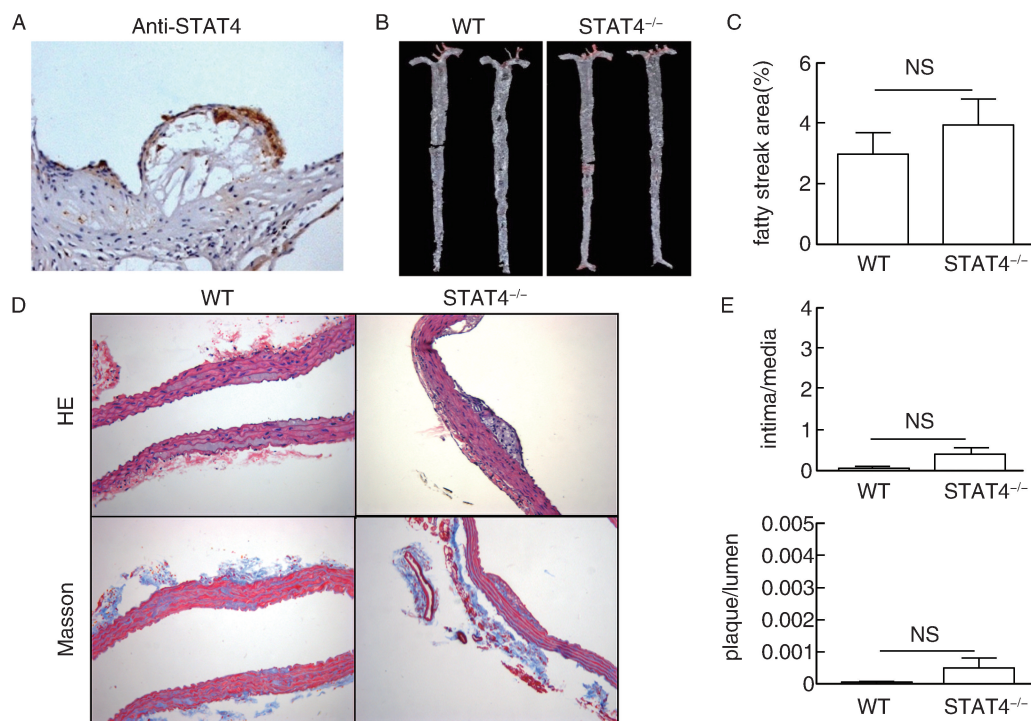 A
Anti-STAT4
B
WT
STAT4⁻/⁻
C
fatty streak area(%)
6
4
2
0
NS
WT
STAT4⁻/⁻
D
WT
STAT4⁻/⁻
HE
Masson
E
intima/media
4
3
2
1
0
NS
WT
STAT4⁻/⁻
plaque/lumen
0.005
0.004
0.003
0.002
0.001
0
NS
WT
STAT4⁻/⁻